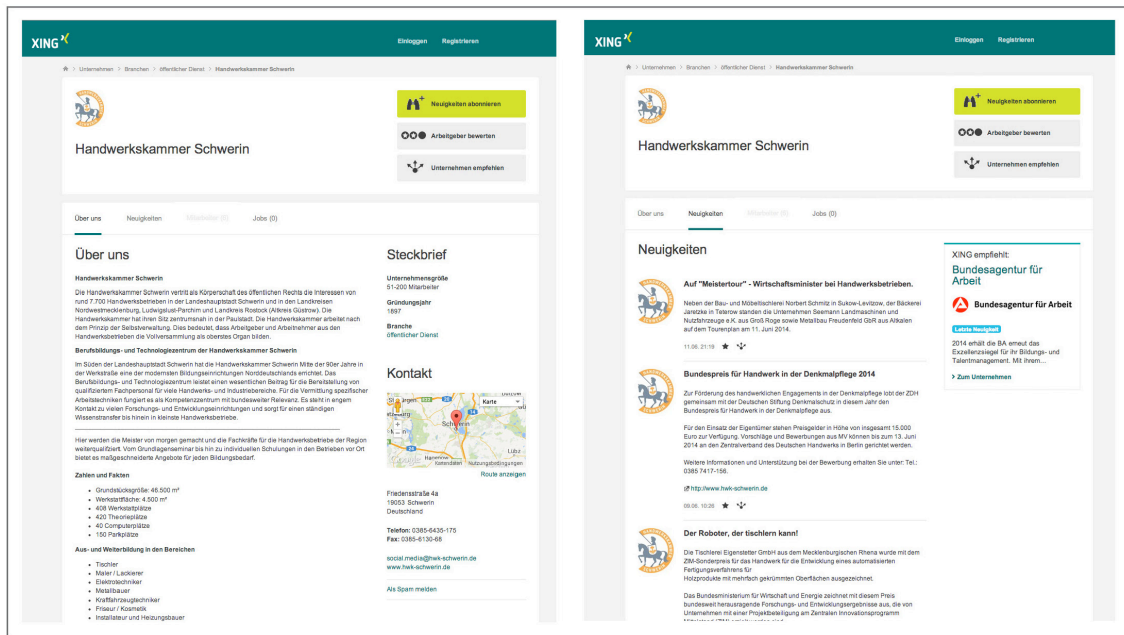 XING
Einloggen Registrieren
> Unternehmen > Branchen > öffentlicher Dienst > Handwerkskammer Schwerin
Neuigkeiten abonnieren
Arbeitgeber bewerten
Handwerkskammer Schwerin
Unternehmen empfehlen
Über uns Neuigkeiten Jobs (0)
Über uns
Handwerkskammer Schwerin
Die Handwerkskammer Schwerin vertritt als Körperschaft des öffentlichen Rechts die Interessen von
rund 7.700 Handwerksbetrieben in der Landeshauptstadt Schwerin und in den Landkreisen
Nordwestmecklenburg, Ludwigslust-Parchim und Landkreis Rostock (Altkreis Güstrow). Die
Handwerkskammer hat ihren Sitz zentrumsnah in der Paulsstadt. Die Handwerkskammer arbeitet nach
dem Prinzip der Selbstverwaltung. Dies bedeutet, dass Arbeitgeber und Arbeitnehmer aus den
Handwerksbetrieben die Vollversammlung als oberstes Organ bilden.
Berufsbildungs- und Technologiezentrum der Handwerkskammer Schwerin
Im Süden der Landeshauptstadt Schwerin hat die Handwerkskammer Schwerin Mitte der 90er Jahre in
der Werkstraße eine der modernsten Bildungseinrichtungen Norddeutschlands errichtet. Das
Berufsbildungs- und Technologiezentrum leistet einen wesentlichen Beitrag für die Bereitstellung von
qualifiziertem Fachpersonal für viele Handwerks- und Industriebereiche. Für die Vermittlung spezifischer
Arbeitstechniken fungiert es als Kompetenzzentrum mit bundesweiter Relevanz. Es steht in engem
Kontakt zu vielen Forschungs- und Entwicklungseinrichtungen und sorgt für einen ständigen
Wissenstransfer bis hinein in kleinste Handwerksbetriebe.
Hier werden die Meister von morgen gemacht und die Fachkräfte für die Handwerksbetriebe der Region
weiterqualifiziert. Vom Grundlagenseminar bis hin zu individuellen Schulungen in den Betrieben vor Ort
bietet es maßgeschneiderte Angebote für jeden Bildungsbedarf.
Zahlen und Fakten
• Grundstücksgröße: 46.500 m²
• Werkstattfläche: 4.500 m²
• 408 Werkstattplätze
• 420 Theorieplätze
• 40 Computerplätze
• 150 Parkplätze
Aus- und Weiterbildung in den Bereichen
• Tischler
• Maler / Lackierer
• Elektrotechniker
• Metallbauer
• Kraftfahrzeugtechniker
• Friseur / Kosmetik
• Installateur und Heizungsbauer
Steckbrief
Unternehmensgröße
51-200 Mitarbeiter
Gründungsjahr
1897
Branche
öffentlicher Dienst
Kontakt
Karte
Schwerin
Lübz
Kartendaten Nutzungsbedingungen
Route anzeigen
Friedensstraße 4a
19053 Schwerin
Deutschland
Telefon: 0385-6435-175
Fax: 0385-6130-68
social.media@hwk-schwerin.de
www.hwk-schwerin.de
Als Spam melden
XING
Einloggen Registrieren
> Unternehmen > Branchen > öffentlicher Dienst > Handwerkskammer Schwerin
Neuigkeiten abonnieren
Arbeitgeber bewerten
Handwerkskammer Schwerin
Unternehmen empfehlen
Über uns Neuigkeiten Jobs (0)
Neuigkeiten
Auf "Meistertour" - Wirtschaftsminister bei Handwerksbetrieben.
Neben der Bau- und Möbeltischlerei Norbert Schmitz in Sukow-Levitzow, der Bäckerei
Jaretzke in Teterow standen die Unternehmen Seemann Landmaschinen und
Nutzfahrzeuge e.K. aus Groß Roge sowie Metallbau Freudenfeld GbR aus Altkalen
auf dem Tourenplan am 11. Juni 2014.
11.06. 21:19
Bundespreis für Handwerk in der Denkmalpflege 2014
Zur Förderung des handwerklichen Engagements in der Denkmalpflege lobt der ZDH
gemeinsam mit der Deutschen Stiftung Denkmalschutz in diesem Jahr den
Bundespreis für Handwerk in der Denkmalpflege aus.
Für den Einsatz der Eigentümer stehen Preisgelder in Höhe von insgesamt 15.000
Euro zur Verfügung. Vorschläge und Bewerbungen aus MV können bis zum 13. Juni
2014 an den Zentralverband des Deutschen Handwerks in Berlin gerichtet werden.
Weitere Informationen und Unterstützung bei der Bewerbung erhalten Sie unter: Tel.:
0385 7417-158.
http://www.hwk-schwerin.de
09.06. 10:28
Der Roboter, der tischlern kann!
Die Tischlerei Eigenstetter GmbH aus dem Mecklenburgischen Rhena wurde mit dem
ZIM-Sonderpreis für das Handwerk für die Entwicklung eines automatisierten
Fertigungsverfahrens für
Holzprodukte mit mehrfach gekrümmten Oberflächen ausgezeichnet.
Das Bundesministerium für Wirtschaft und Energie zeichnet mit diesem Preis
bundesweit herausragende Forschungs- und Entwicklungsergebnisse aus, die von
Unternehmen mit einer Projektbeteiligung am Zentralen Innovationsprogramm
XING empfiehlt:
Bundesagentur für
Arbeit
Bundesagentur für Arbeit
Letzte Neuigkeit
2014 erhält die BA erneut das
Exzellenzsiegel für ihr Bildungs- und
Talentmanagement. Mit ihrem...
> Zum Unternehmen